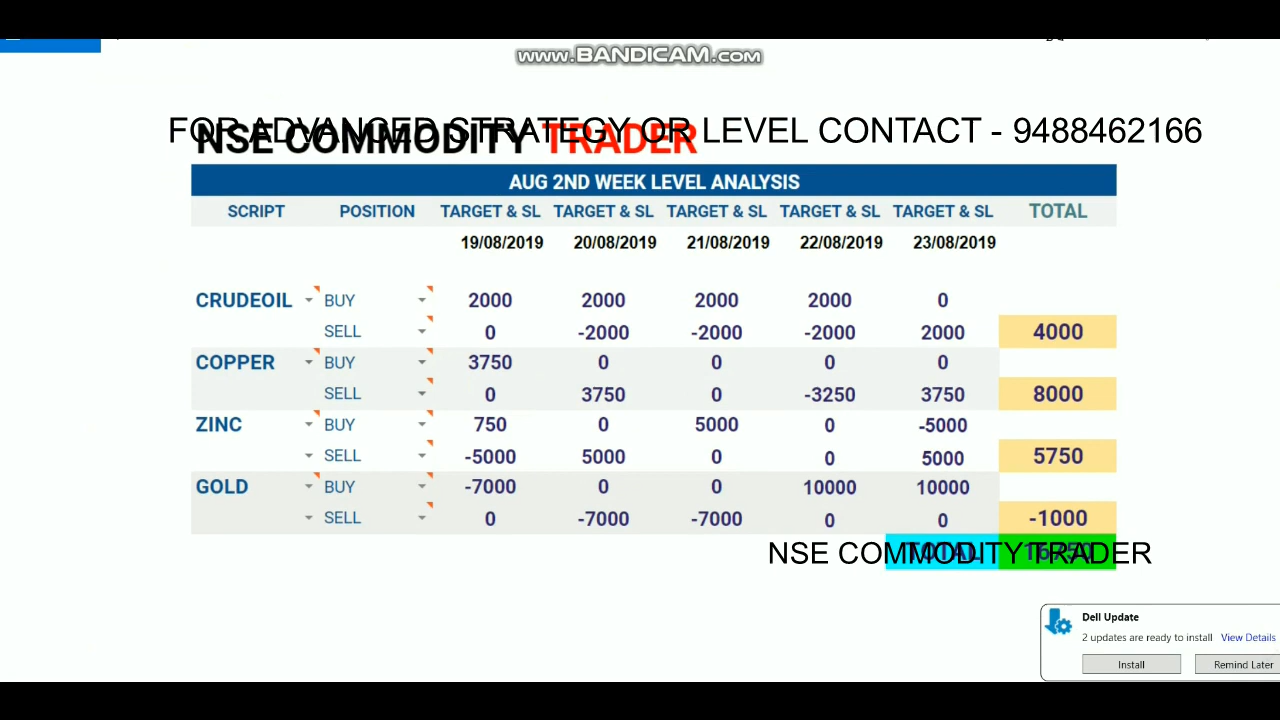 www.BANDICAM.com
FOR ADVANCED STRATEGY OR LEVEL CONTACT - 9488462166
NSE COMMODITY TRADER
AUG 2ND WEEK LEVEL ANALYSIS
SCRIPT POSITION TARGET & SL TARGET & SL TARGET & SL TARGET & SL TARGET & SL TOTAL
19/08/2019 20/08/2019 21/08/2019 22/08/2019 23/08/2019
CRUDEOIL BUY 2000 2000 2000 2000 0
SELL 0 -2000 -2000 -2000 2000 4000
COPPER BUY 3750 0 0 0 0
SELL 0 3750 0 -3250 3750 8000
ZINC BUY 750 0 5000 0 -5000
SELL -5000 5000 0 0 5000 5750
GOLD BUY -7000 0 0 10000 10000
SELL 0 -7000 -7000 0 0 -1000
TOTAL 16750
NSE COMMODITY TRADER
Dell Update
2 updates are ready to install View Details
Install Remind Later